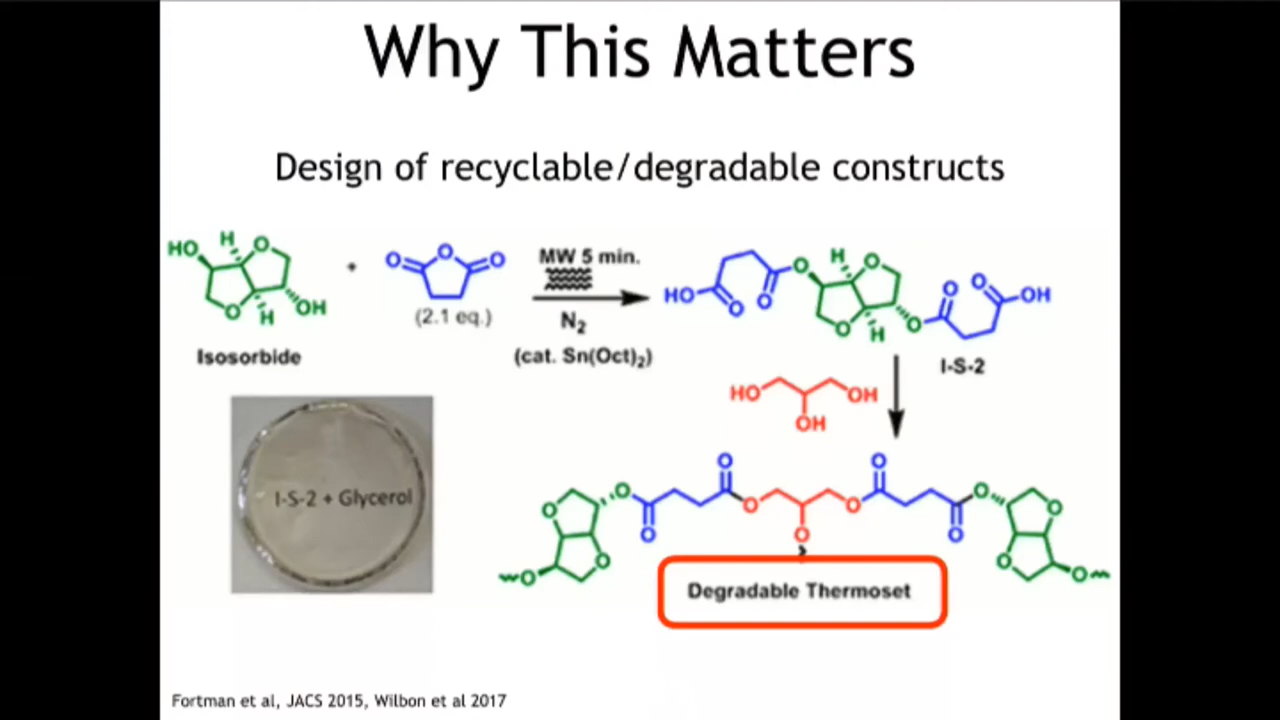 Why This Matters
Design of recyclable/degradable constructs
HO H O
O H OH
Isosorbide
+
O O O
(2.1 eq.)
MW 5 min.
N₂
(cat. Sn(Oct)₂)
HO O O O H O O O OH
O H O
I-S-2
HO OH
OH
I-S-2 + Glycerol
O O
O O O O O O
O O O O
O O O
Degradable Thermoset
Fortman et al, JACS 2015, Wilbon et al 2017